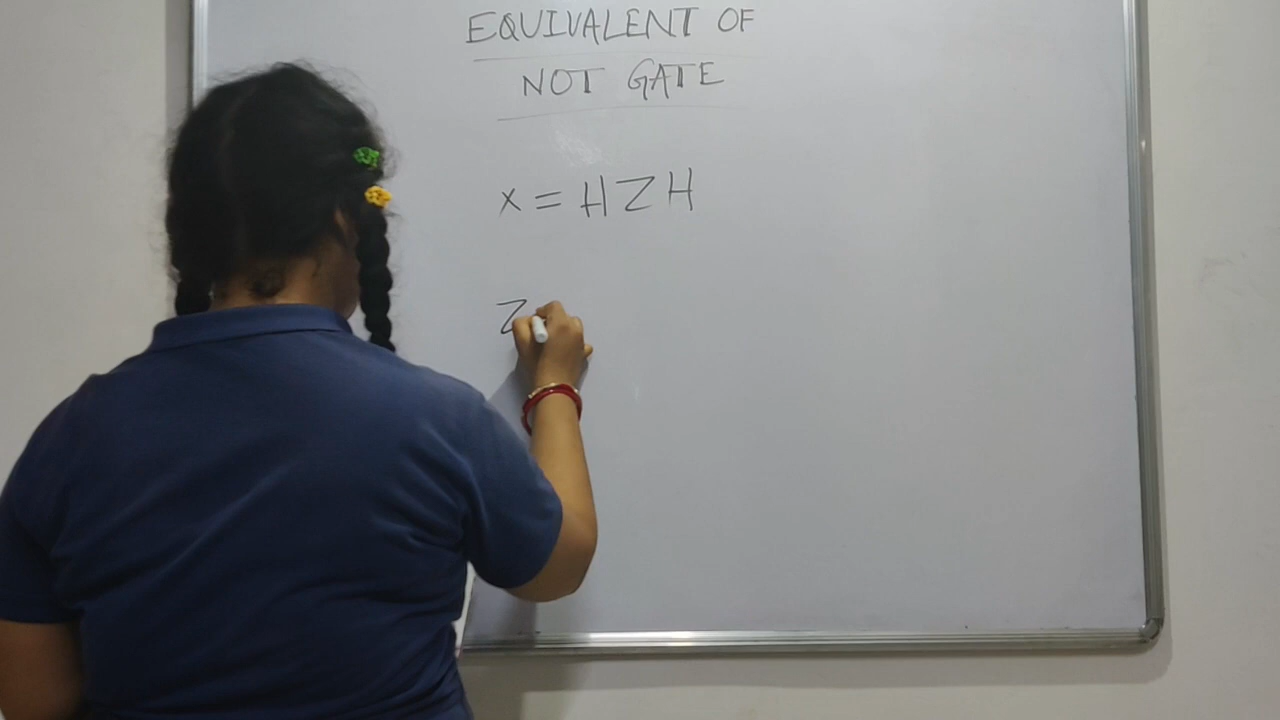 EQUIVALENT OF
NOT GATE
X = HZH
Z